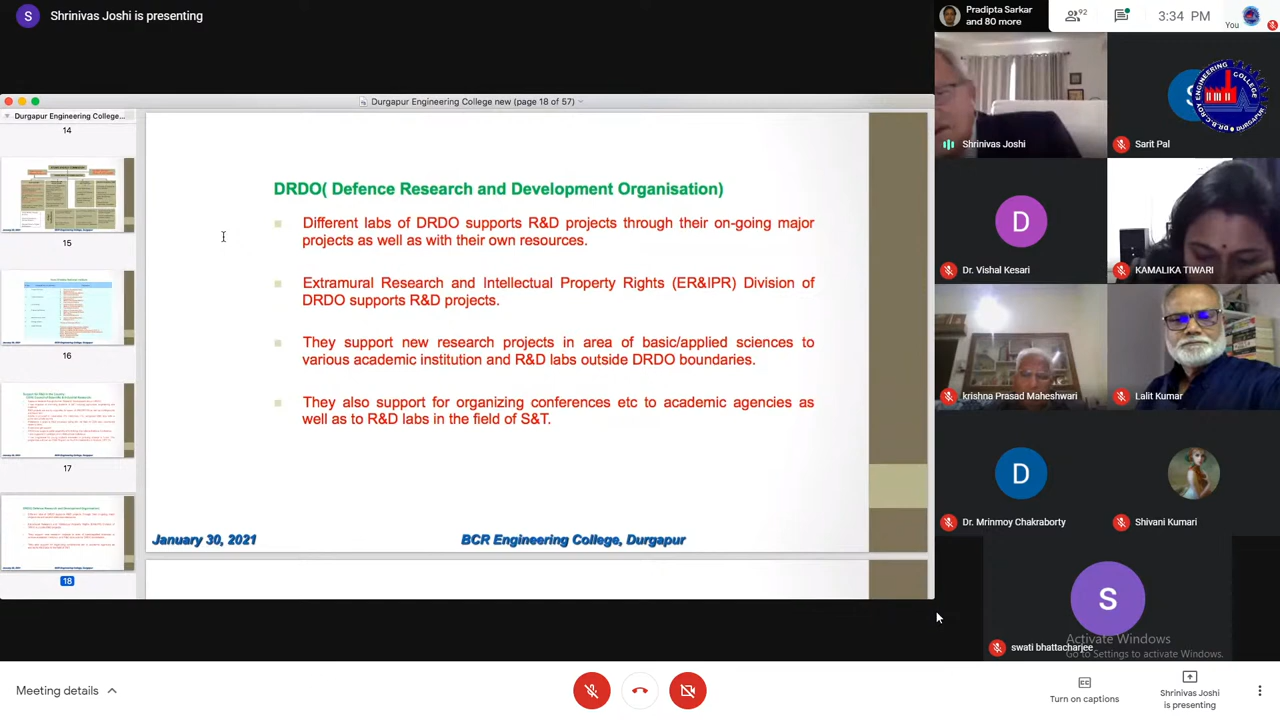 S Shrinivas Joshi is presenting
Pradipta Sarkar
and 80 more
92
3:34 PM
You
Durgapur Engineering College new (page 18 of 57)
Durgapur Engineering College...
14
15
16
17
18
DRDO( Defence Research and Development Organisation)
Different labs of DRDO supports R&D projects through their on-going major
projects as well as with their own resources.
Extramural Research and Intellectual Property Rights (ER&IPR) Division of
DRDO supports R&D projects.
They support new research projects in area of basic/applied sciences to
various academic institution and R&D labs outside DRDO boundaries.
They also support for organising conferences etc to academic agencies as
well as to R&D labs in the field of S&T.
January 30, 2021
BCR Engineering College, Durgapur
Shrinivas Joshi
S
ENGINEERING COLLEGE
DR. B.C. ROY
DURGAPUR
Sarit Pal
D
Dr. Vishal Kesari
KAMALIKA TIWARI
krishna Prasad Maheshwari
Lalit Kumar
D
Dr. Mrinmoy Chakraborty
Shivani Kumari
S
swati bhattacharjee
Activate Windows
Go to Settings to activate Windows.
Meeting details
Turn on captions
Shrinivas Joshi
is presenting